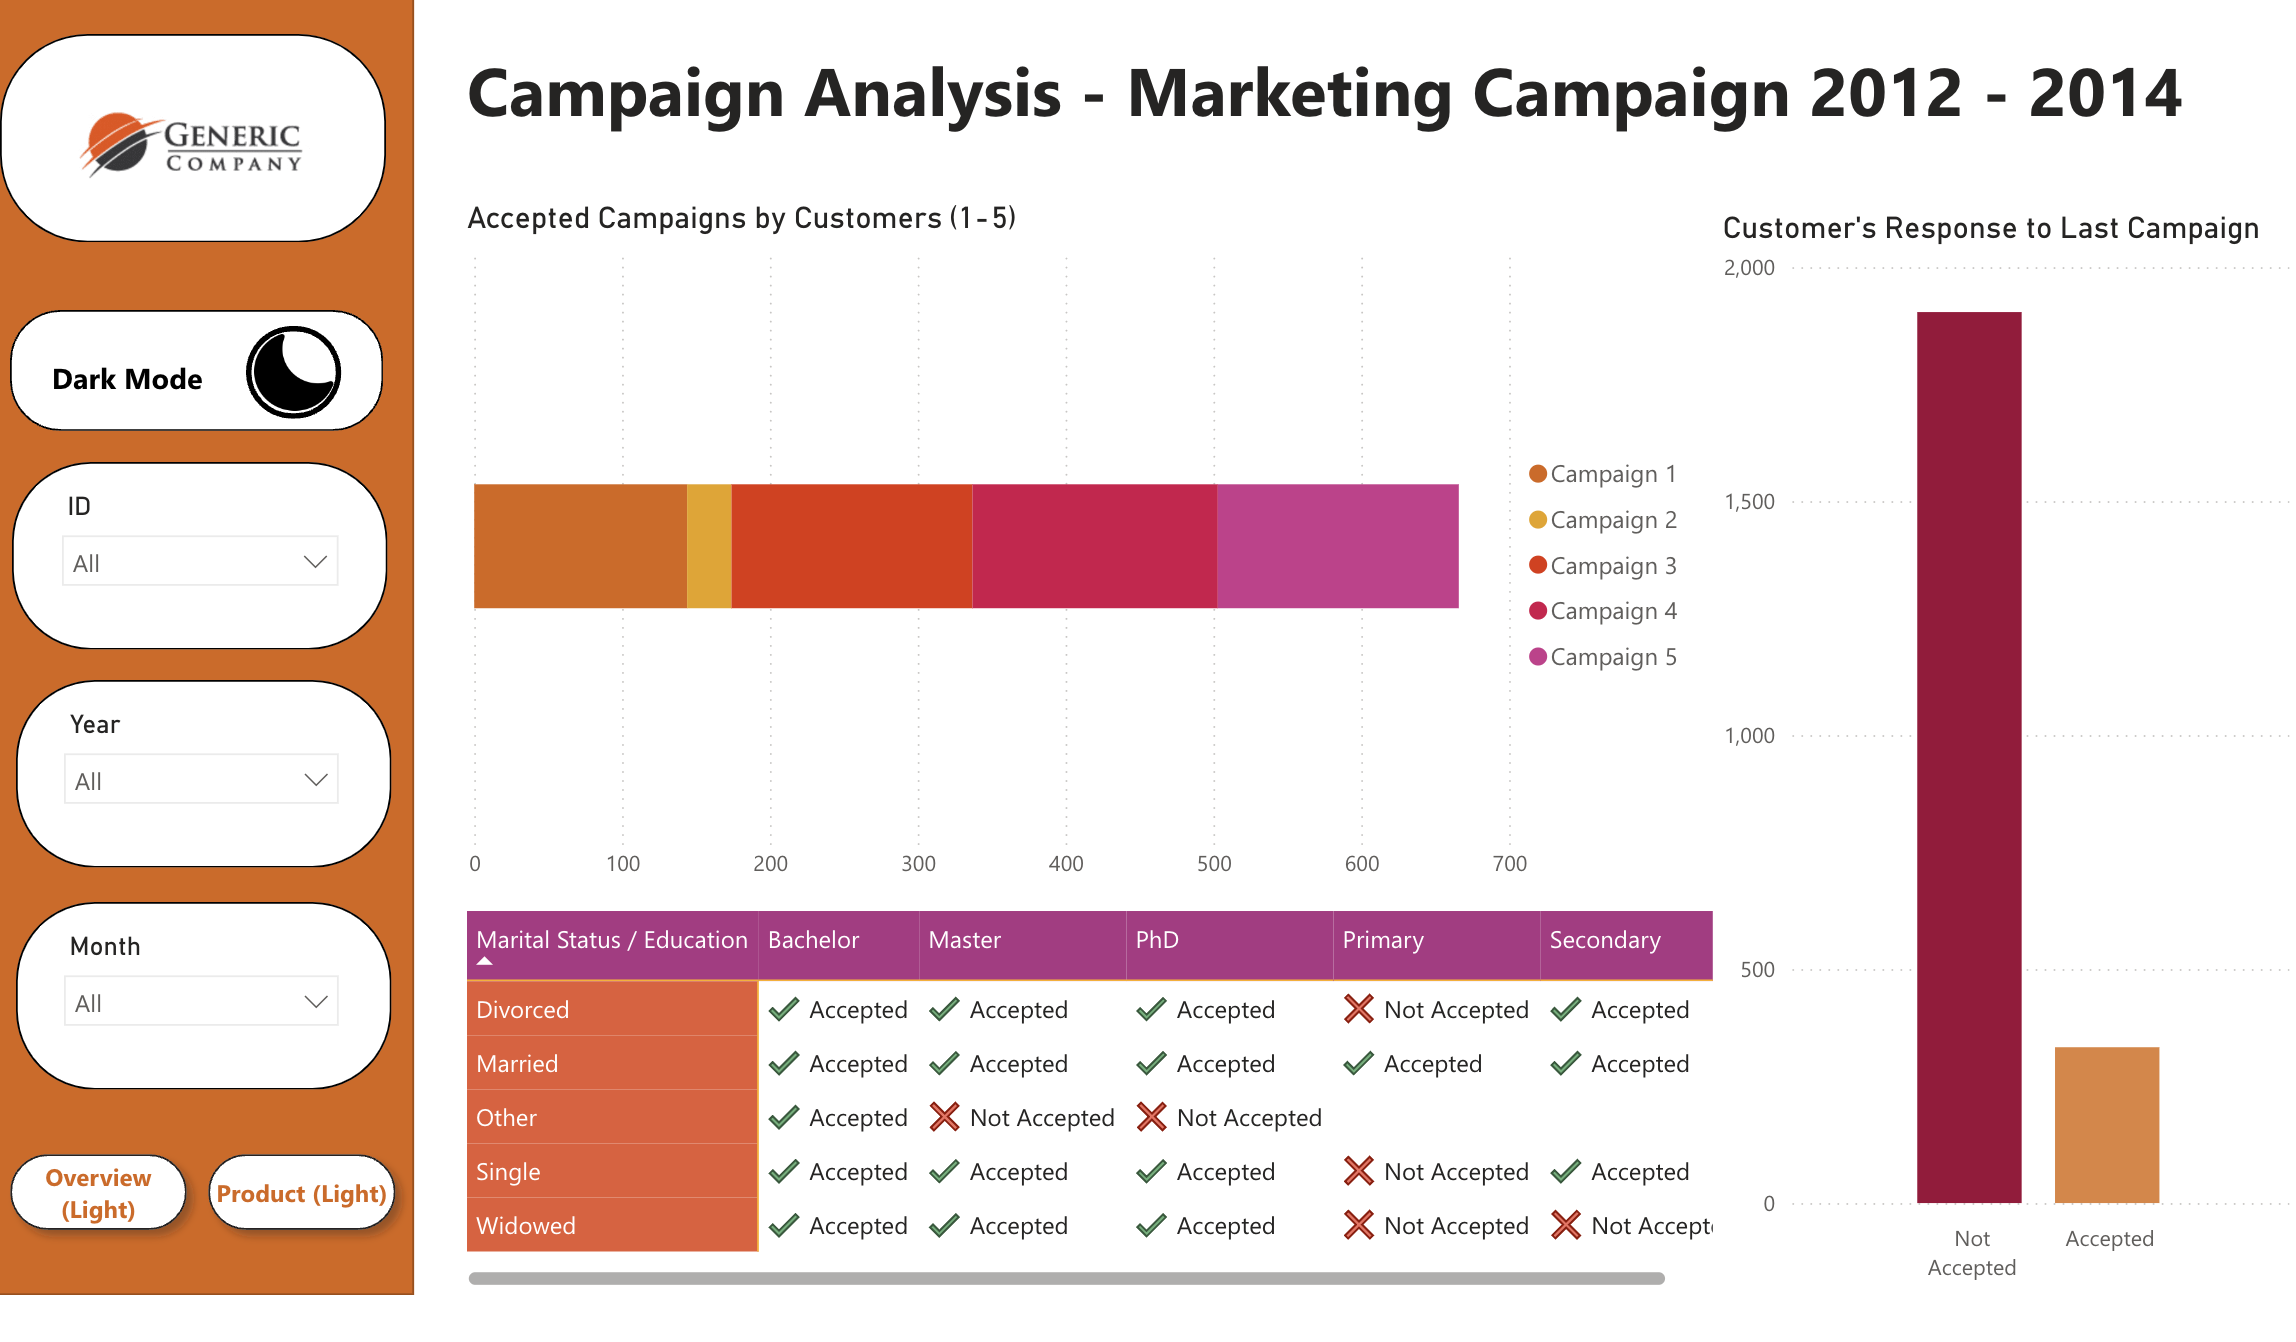 GENERIC
COMPANY
Dark Mode
ID
All
Year
All
Month
All
Overview
(Light)
Product (Light)
Campaign Analysis - Marketing Campaign 2012 - 2014
Accepted Campaigns by Customers (1-5)
Campaign 1
Campaign 2
Campaign 3
Campaign 4
Campaign 5
0 100 200 300 400 500 600 700
Marital Status / Education Bachelor Master PhD Primary Secondary
Divorced Accepted Accepted Accepted Not Accepted Accepted
Married Accepted Accepted Accepted Accepted Accepted
Other Accepted Not Accepted Not Accepted
Single Accepted Accepted Accepted Not Accepted Accepted
Widowed Accepted Accepted Accepted Not Accepted Not Accept
Customer's Response to Last Campaign
2,000
1,500
1,000
500
0
Not
Accepted
Accepted